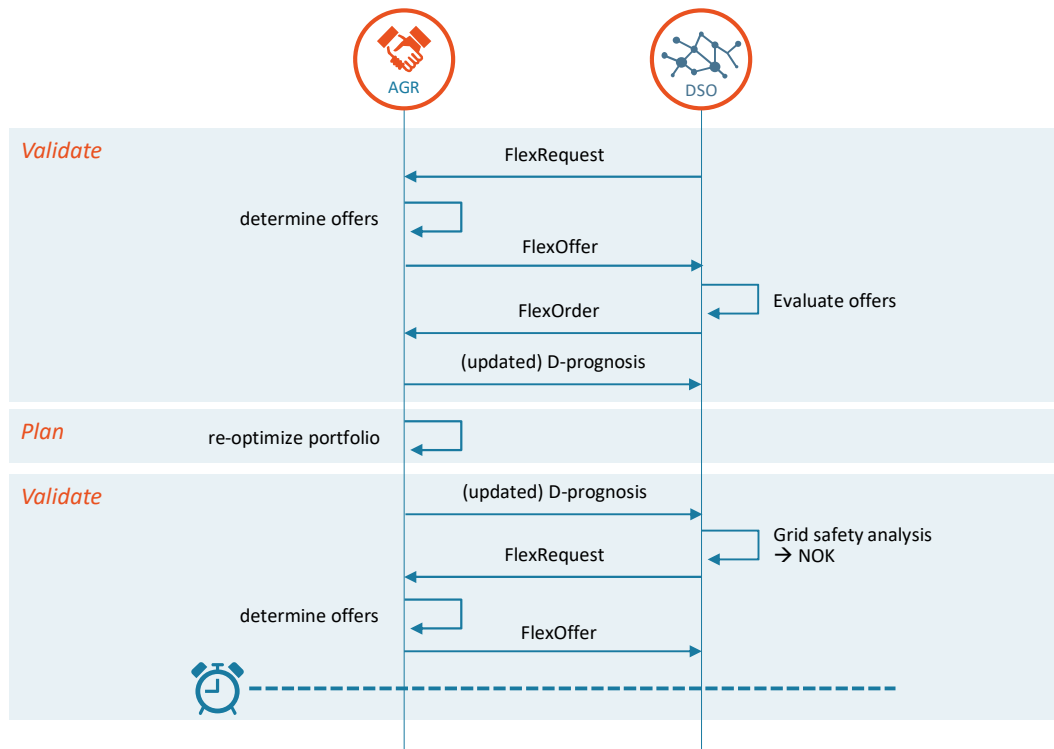 AGR
DSO
Validate
FlexRequest
determine offers
FlexOffer
Evaluate offers
FlexOrder
(updated) D-prognosis
Plan
re-optimize portfolio
Validate
(updated) D-prognosis
Grid safety analysis
→ NOK
FlexRequest
determine offers
FlexOffer